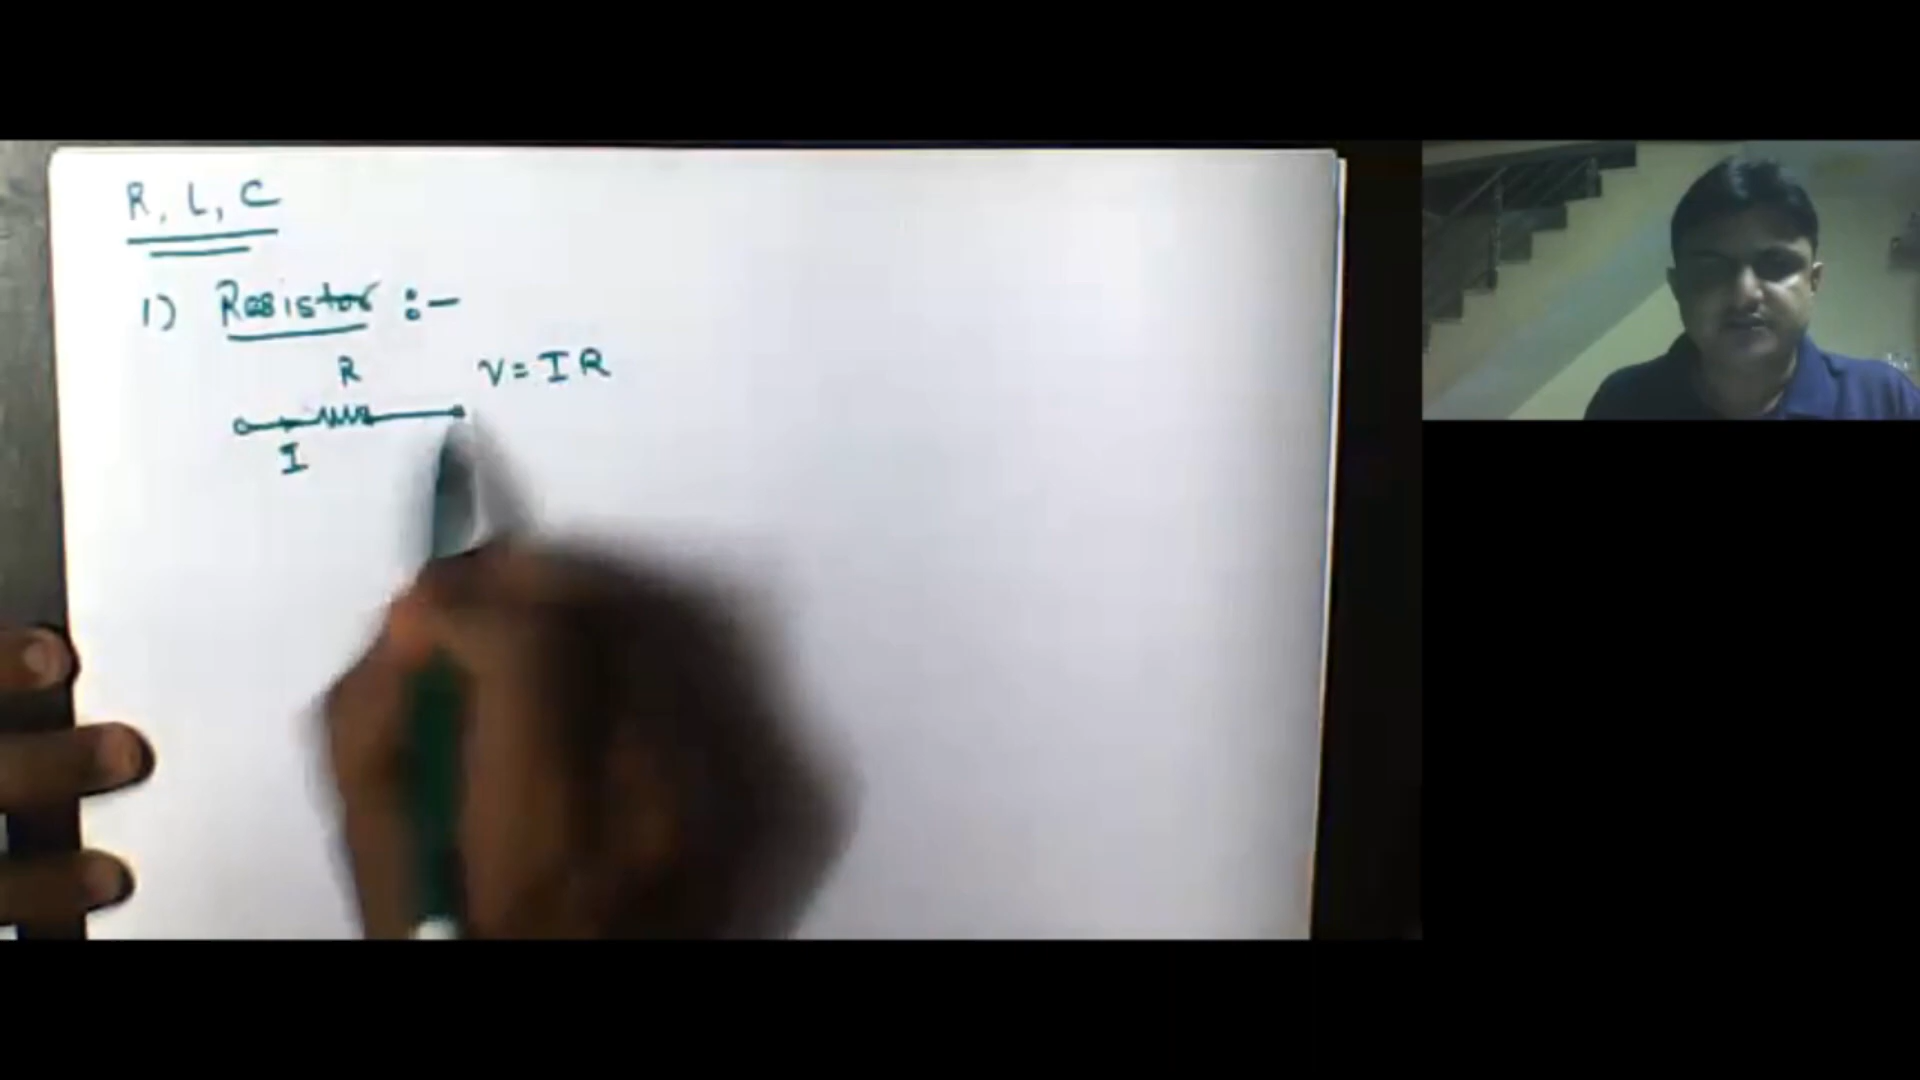 R, L, C
1) Resistor :-
R
V = I R
I